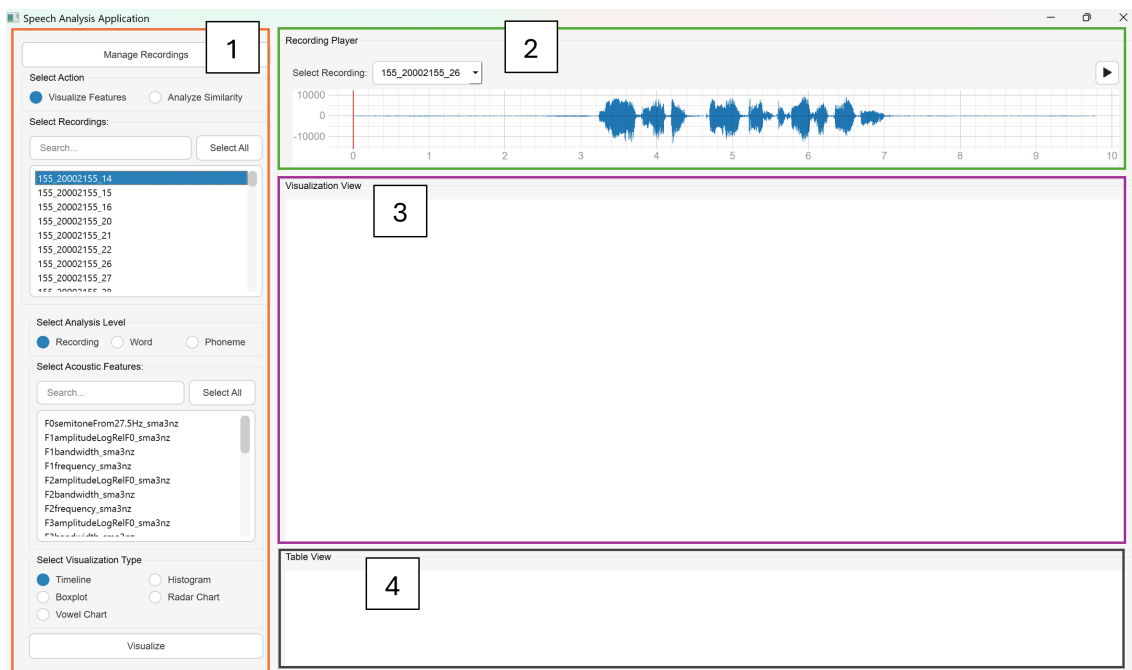 Speech Analysis Application
1
Manage Recordings
Select Action
Visualize Features Analyze Similarity
Select Recordings:
Search... Select All
155_20002155_14
155_20002155_15
155_20002155_16
155_20002155_20
155_20002155_21
155_20002155_22
155_20002155_26
155_20002155_27
155_20002155_28
Select Analysis Level
Recording Word Phoneme
Select Acoustic Features:
Search... Select All
F0semitoneFrom27.5Hz_sma3nz
F1amplitudeLogRelF0_sma3nz
F1bandwidth_sma3nz
F1frequency_sma3nz
F2amplitudeLogRelF0_sma3nz
F2bandwidth_sma3nz
F2frequency_sma3nz
F3amplitudeLogRelF0_sma3nz
F3bandwidth_sma3nz
Select Visualization Type
Timeline Histogram
Boxplot Radar Chart
Vowel Chart
Visualize
Recording Player
2
Select Recording: 155_20002155_26
10000
0
-10000
0 1 2 3 4 5 6 7 8 9 10
Visualization View
3
Table View
4